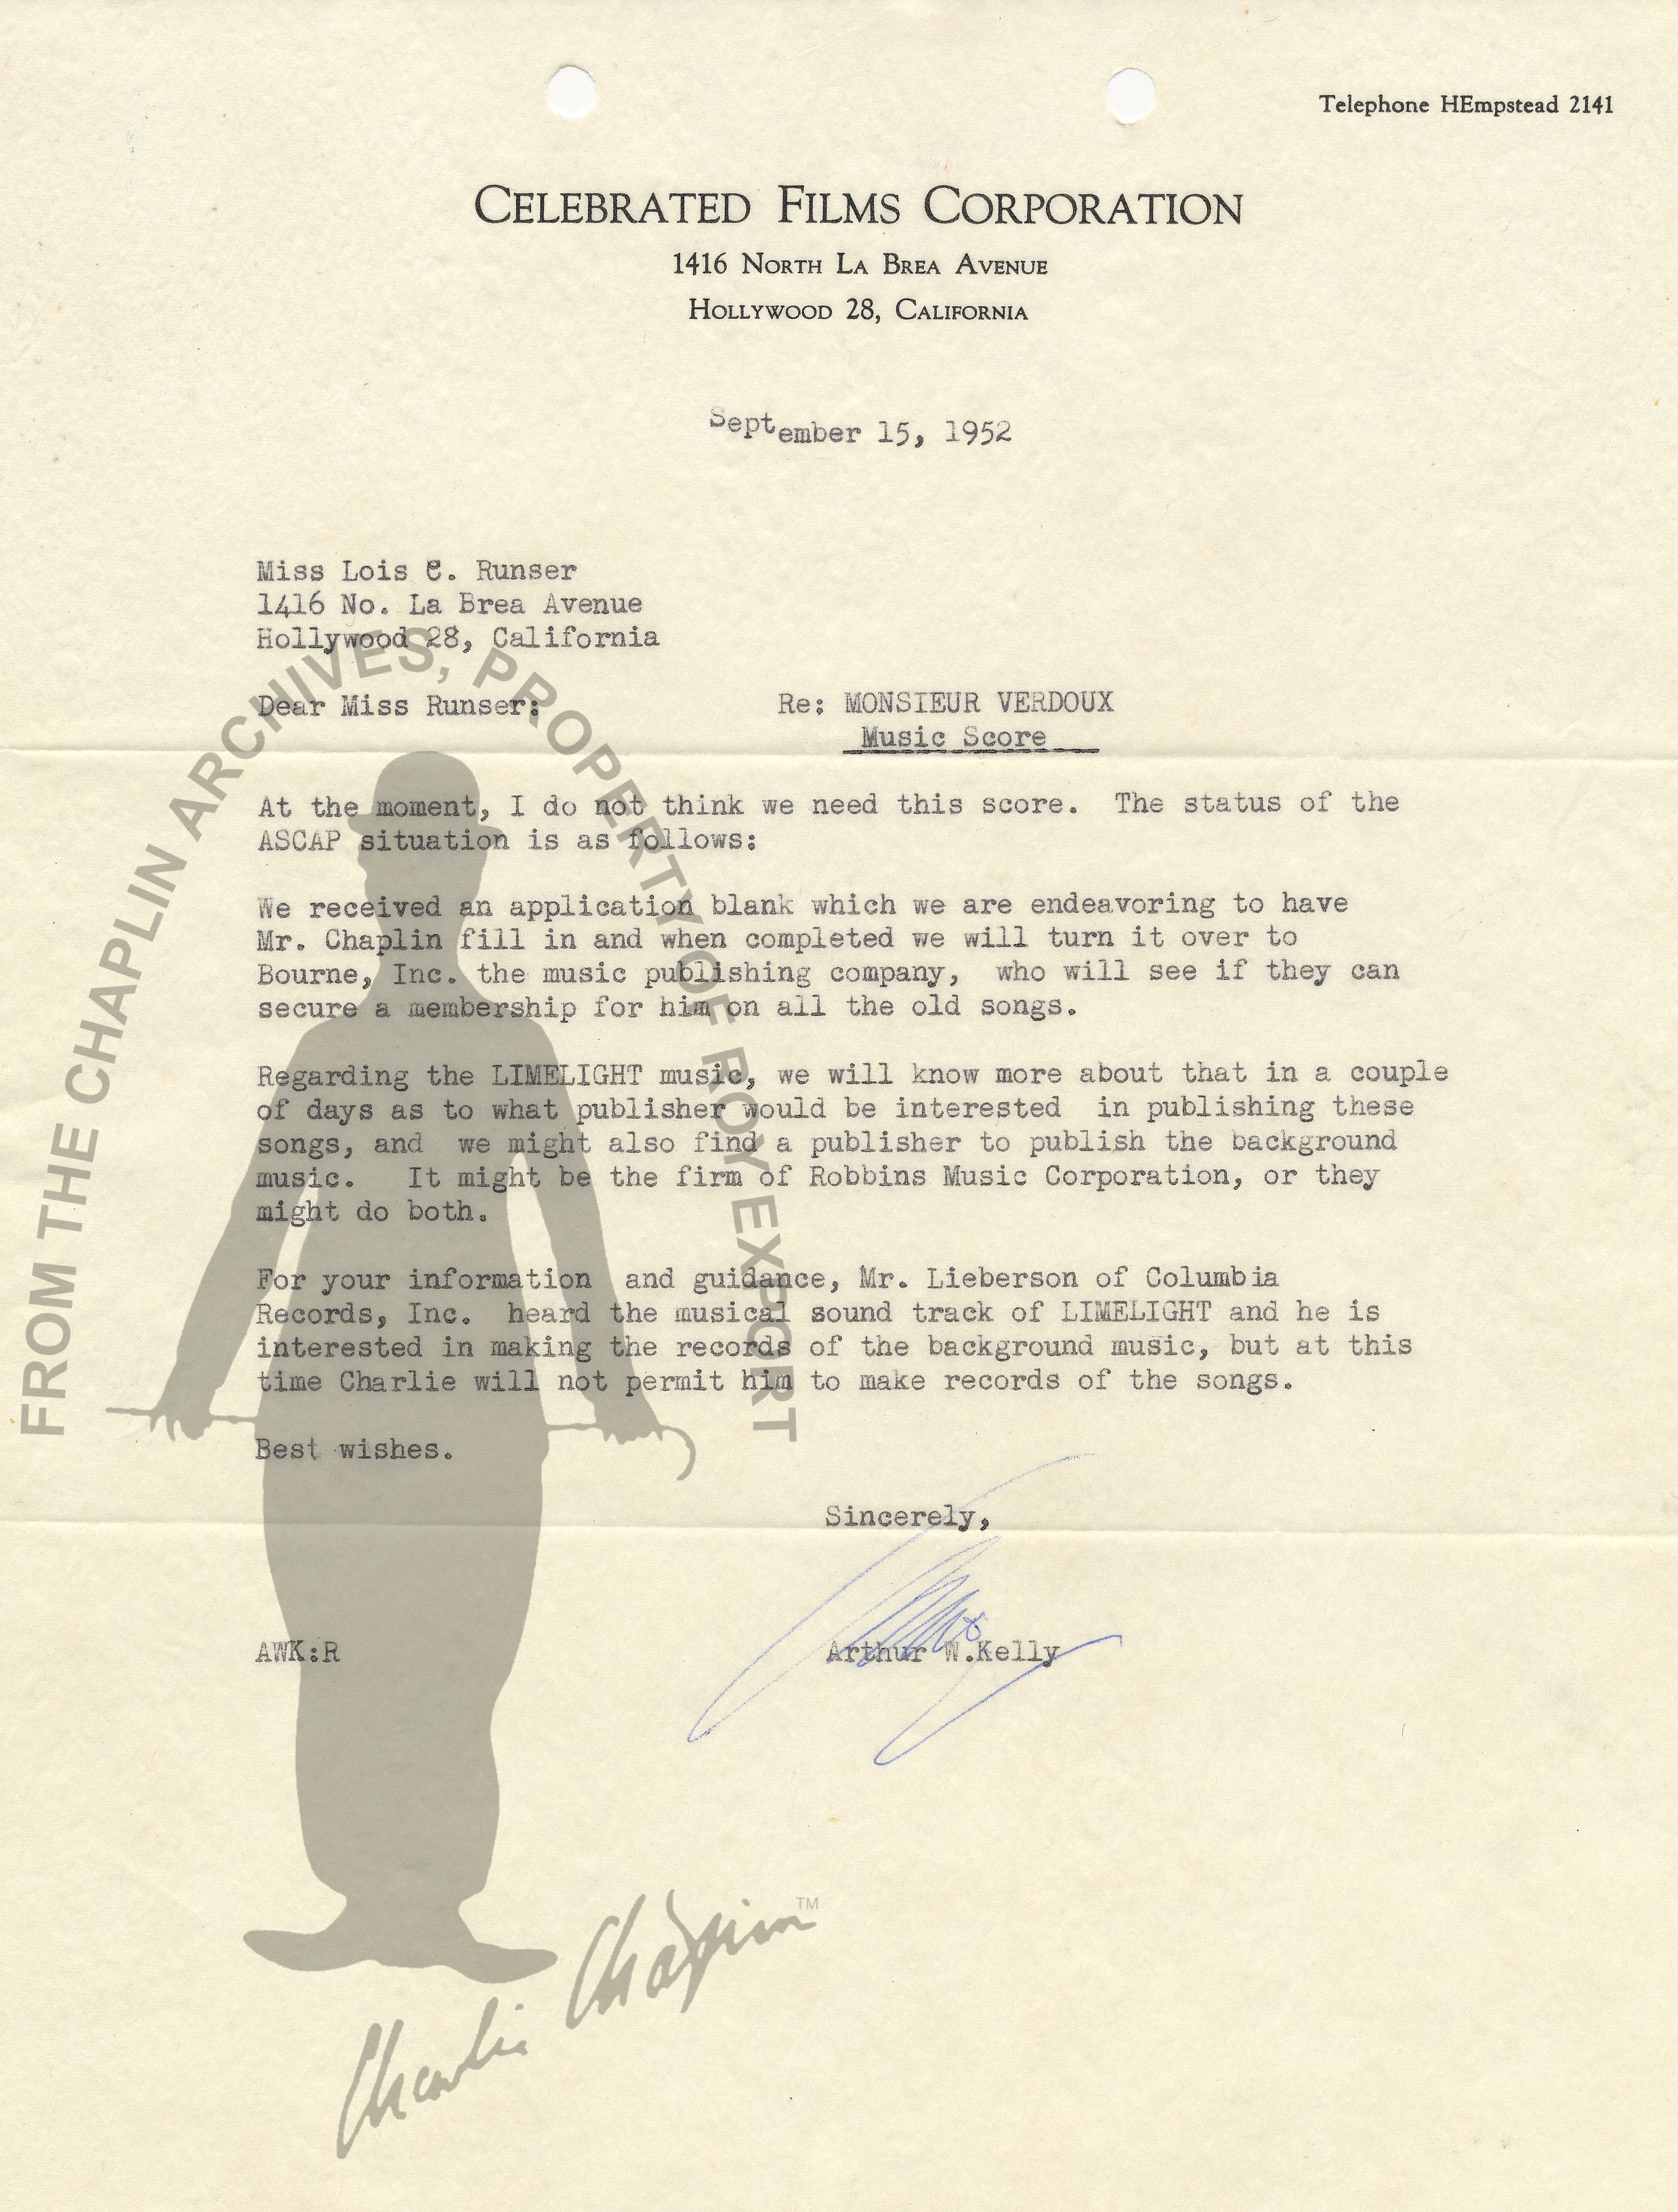 Telephone HEmpstead 2141
CELEBRATED FILMS CORPORATION
1416 NORTH LA BREA AVENUE
HOLLYWOOD 28, CALIFORNIA
September 15, 1952
Miss Lois C. Runser
1416 No. La Brea Avenue
Hollywood 28, California
Dear Miss Runser:
Re: MONSIEUR VERDOUX
Music Score
At the moment, I do not think we need this score. The status of the
ASCAP situation is as follows:
We received an application blank which we are endeavoring to have
Mr. Chaplin fill in and when completed we will turn it over to
Bourne, Inc. the music publishing company, who will see if they can
secure a membership for him on all the old songs.
Regarding the LIMELIGHT music, we will know more about that in a couple
of days as to what publisher would be interested in publishing these
songs, and we might also find a publisher to publish the background
music. It might be the firm of Robbins Music Corporation, or they
might do both.
For your information and guidance, Mr. Lieberson of Columbia
Records, Inc. heard the musical sound track of LIMELIGHT and he is
interested in making the records of the background music, but at this
time Charlie will not permit him to make records of the songs.
Best wishes.
Sincerely,
AWK:R
Arthur W.Kelly
FROM THE CHAPLIN ARCHIVES, PROPERTY OF ROY EXPORT
Charlie Chaplin TM